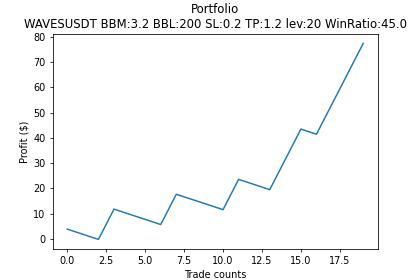 Portfolio
WAVESUSDT BBM:3.2 BBL:200 SL:0.2 TP:1.2 lev:20 WinRatio:45.0
80
70
60
50
40
30
20
10
0
Profit ($)
0.0 2.5 5.0 7.5 10.0 12.5 15.0 17.5
Trade counts